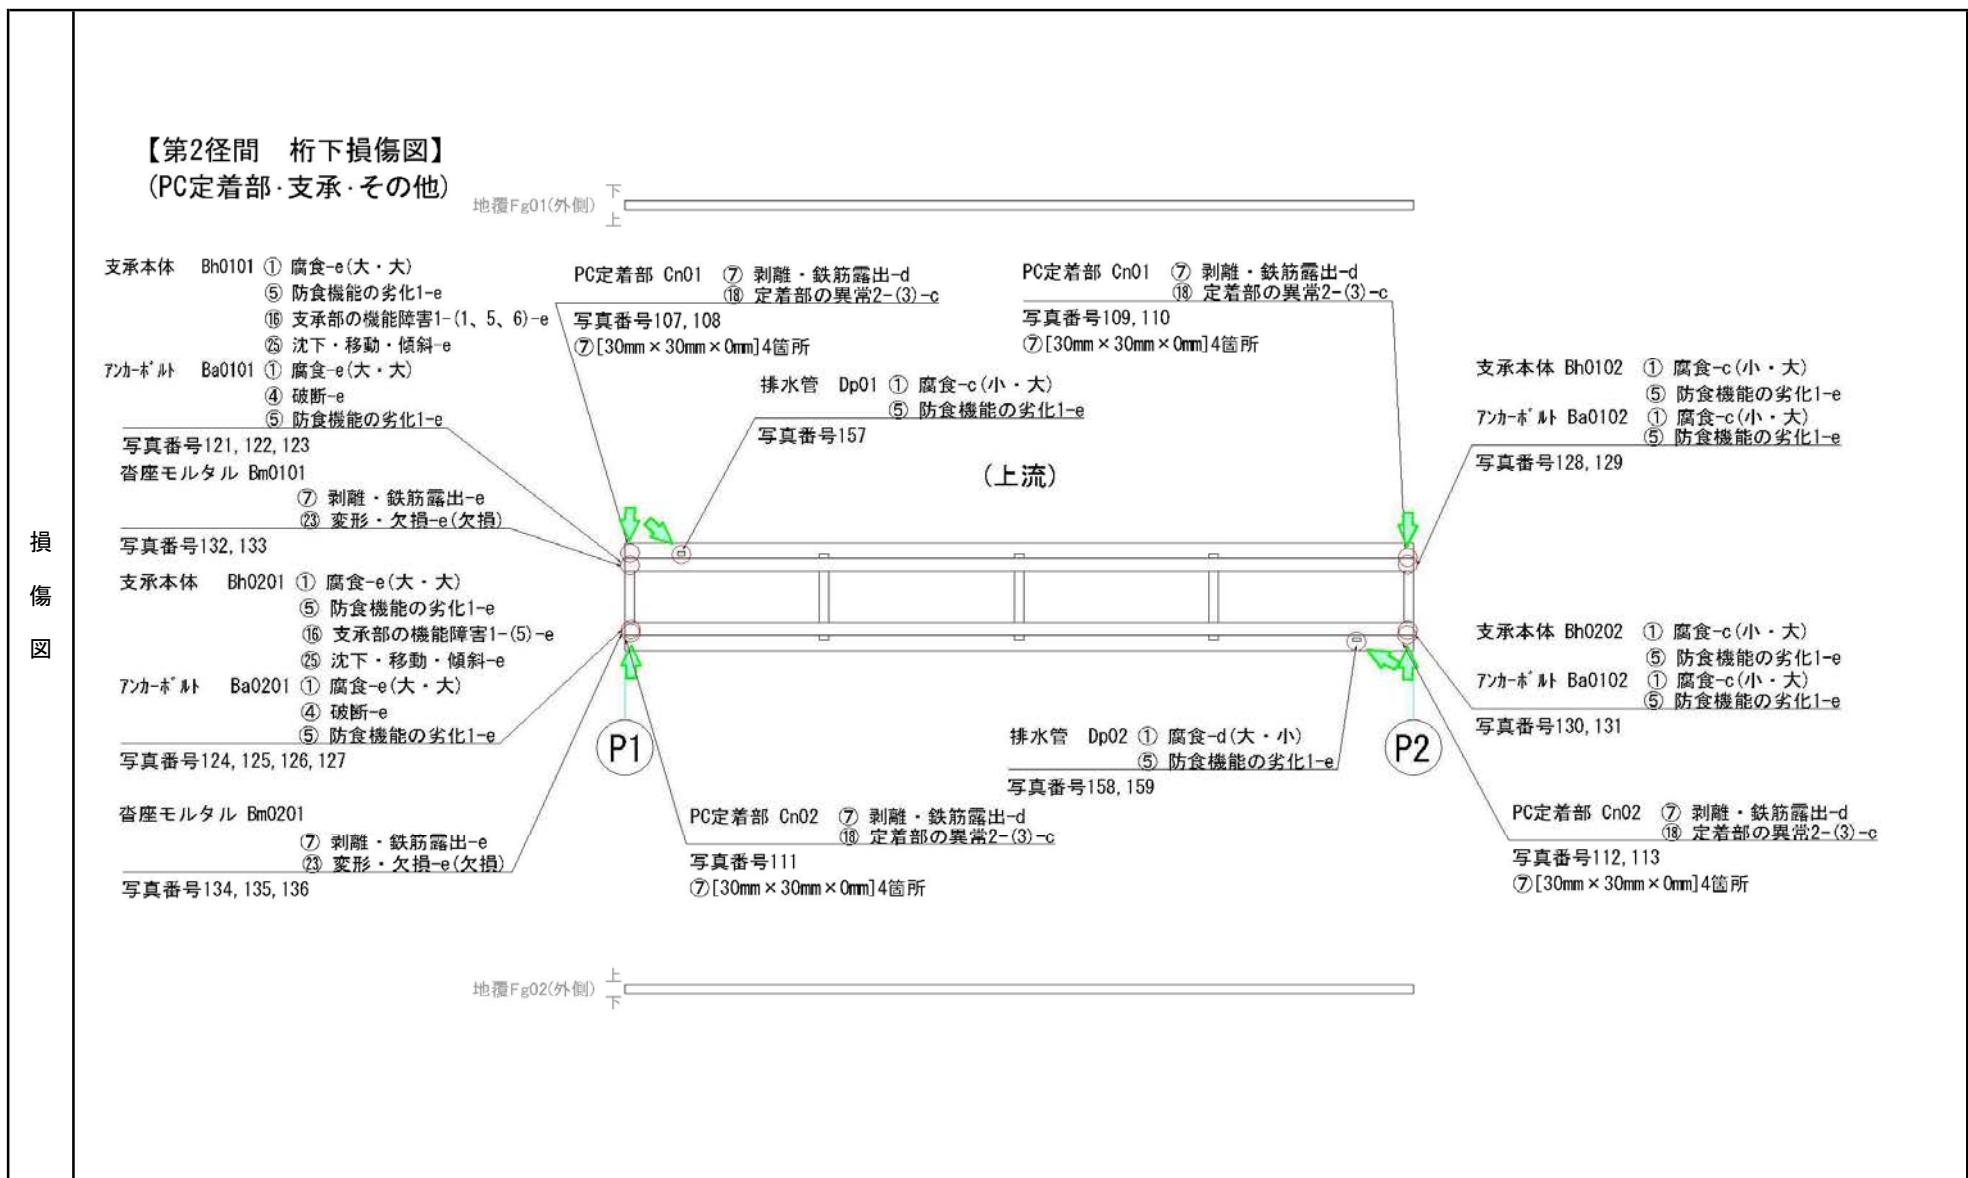 損傷図
【第2径間　桁下損傷図】
(PC定着部・支承・その他)
地覆Fg01(外側)
下
上
支承本体 Bh0101 ① 腐食-e(大・大)
⑤ 防食機能の劣化1-e
⑯ 支承部の機能障害1-(1、5、6)-e
㉕ 沈下・移動・傾斜-e
ｱﾝｶｰﾎﾞﾙﾄ Ba0101 ① 腐食-e(大・大)
④ 破断-e
⑤ 防食機能の劣化1-e
写真番号121, 122, 123
沓座モルタル Bm0101
⑦ 剥離・鉄筋露出-e
㉓ 変形・欠損-e(欠損)
写真番号132, 133
支承本体 Bh0201 ① 腐食-e(大・大)
⑤ 防食機能の劣化1-e
⑯ 支承部の機能障害1-(5)-e
㉕ 沈下・移動・傾斜-e
ｱﾝｶｰﾎﾞﾙﾄ Ba0201 ① 腐食-e(大・大)
④ 破断-e
⑤ 防食機能の劣化1-e
写真番号124, 125, 126, 127
沓座モルタル Bm0201
⑦ 剥離・鉄筋露出-e
㉓ 変形・欠損-e(欠損)
写真番号134, 135, 136
PC定着部 Cn01 ⑦ 剥離・鉄筋露出-d
⑱ 定着部の異常2-(3)-c
写真番号107, 108
⑦[30mm×30mm×0mm]4箇所
排水管 Dp01 ① 腐食-c(小・大)
⑤ 防食機能の劣化1-e
写真番号157
PC定着部 Cn01 ⑦ 剥離・鉄筋露出-d
⑱ 定着部の異常2-(3)-c
写真番号109, 110
⑦[30mm×30mm×0mm]4箇所
(上流)
支承本体 Bh0102 ① 腐食-c(小・大)
⑤ 防食機能の劣化1-e
ｱﾝｶｰﾎﾞﾙﾄ Ba0102 ① 腐食-c(小・大)
⑤ 防食機能の劣化1-e
写真番号128, 129
支承本体 Bh0202 ① 腐食-c(小・大)
⑤ 防食機能の劣化1-e
ｱﾝｶｰﾎﾞﾙﾄ Ba0102 ① 腐食-c(小・大)
⑤ 防食機能の劣化1-e
写真番号130, 131
P1
P2
排水管 Dp02 ① 腐食-d(大・小)
⑤ 防食機能の劣化1-e
写真番号158, 159
PC定着部 Cn02 ⑦ 剥離・鉄筋露出-d
⑱ 定着部の異常2-(3)-c
写真番号111
⑦[30mm×30mm×0mm]4箇所
PC定着部 Cn02 ⑦ 剥離・鉄筋露出-d
⑱ 定着部の異常2-(3)-c
写真番号112, 113
⑦[30mm×30mm×0mm]4箇所
地覆Fg02(外側)
上
下